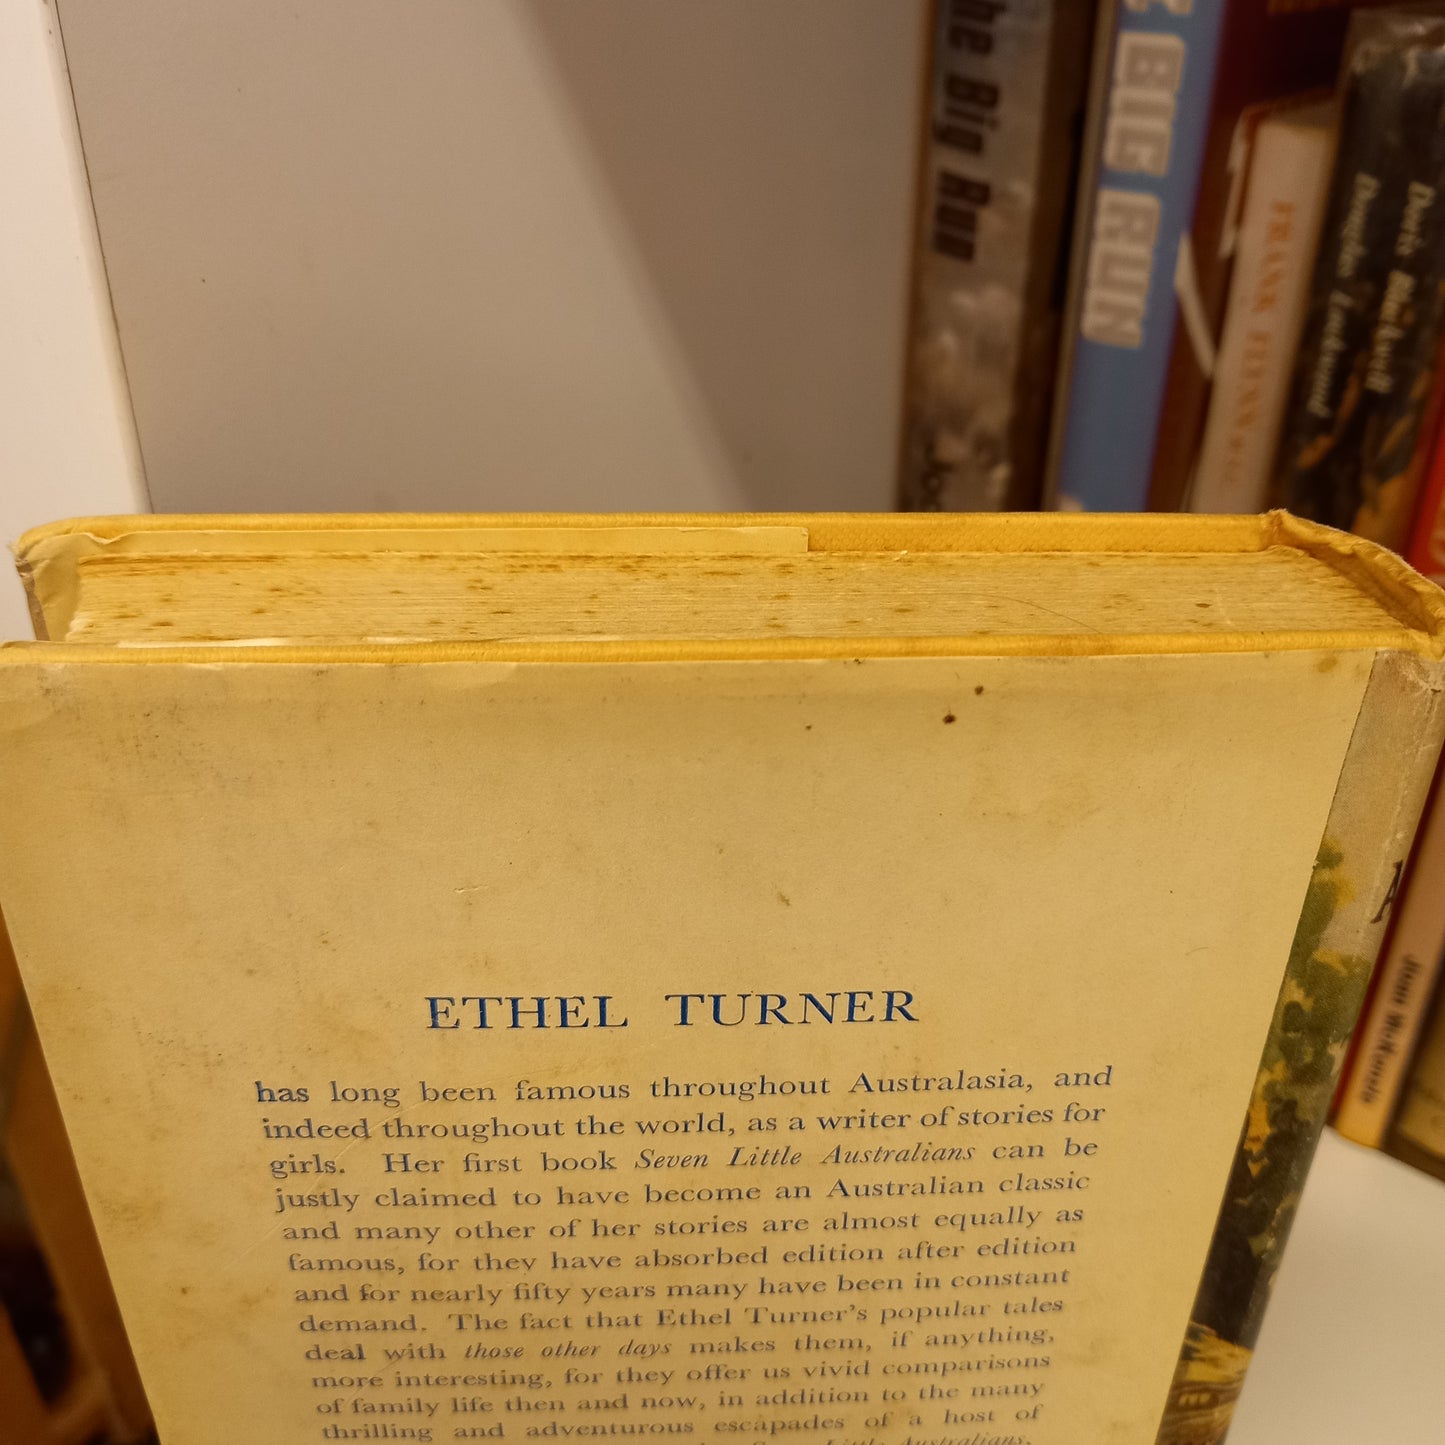 he Big Run
BIG RUN
FRANK FLYNN
Doris Blackwell
Douglas Lockwood
ETHEL TURNER
has long been famous throughout Australasia, and
indeed throughout the world, as a writer of stories for
girls. Her first book Seven Little Australians can be
justly claimed to have become an Australian classic
and many other of her stories are almost equally as
famous, for they have absorbed edition after edition
and for nearly fifty years many have been in constant
demand. The fact that Ethel Turner's popular tales
deal with those other days makes them, if anything,
more interesting, for they offer us vivid comparisons
of family life then and now, in addition to the many
thrilling and adventurous escapades of a host of
Seven Little Australians,